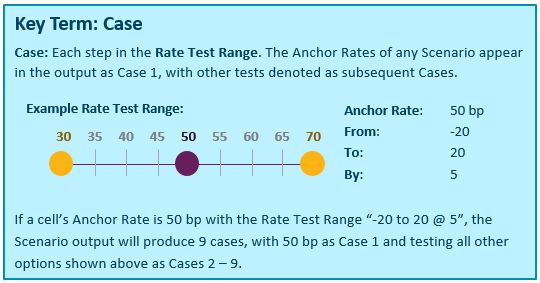 Key Term: Case
Case: Each step in the Rate Test Range. The Anchor Rates of any Scenario appear
in the output as Case 1, with other tests denoted as subsequent Cases.
Example Rate Test Range:
30 35 40 45 50 55 60 65 70
Anchor Rate: 50 bp
From: -20
To: 20
By: 5
If a cell's Anchor Rate is 50 bp with the Rate Test Range "-20 to 20 @ 5", the
Scenario output will produce 9 cases, with 50 bp as Case 1 and testing all other
options shown above as Cases 2 – 9.